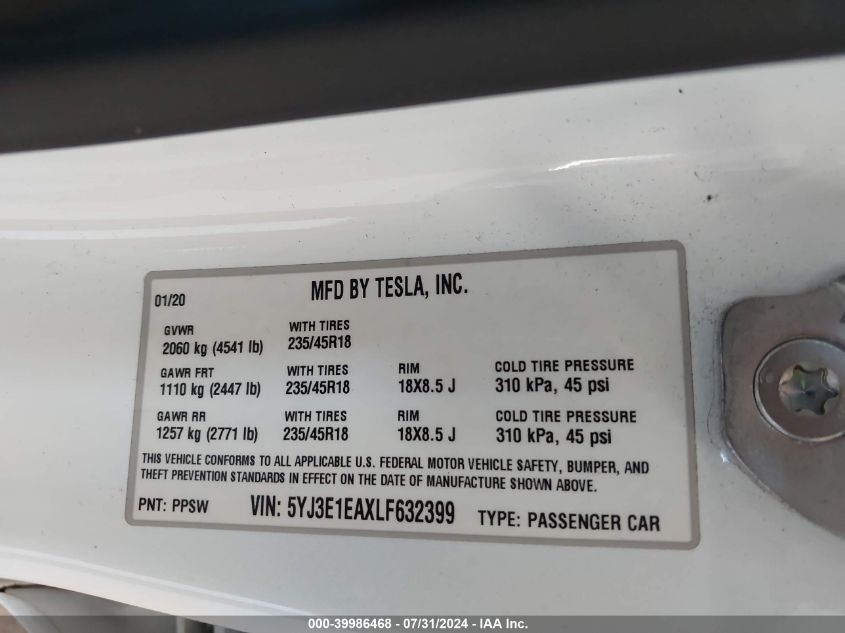 01/20 MFD BY TESLA, INC.
GVWR WITH TIRES
2060 kg (4541 lb) 235/45R18
GAWR FRT WITH TIRES RIM COLD TIRE PRESSURE
1110 kg (2447 lb) 235/45R18 18X8.5 J 310 kPa, 45 psi
GAWR RR WITH TIRES RIM COLD TIRE PRESSURE
1257 kg (2771 lb) 235/45R18 18X8.5 J 310 kPa, 45 psi
THIS VEHICLE CONFORMS TO ALL APPLICABLE U.S. FEDERAL MOTOR VEHICLE SAFETY, BUMPER, AND
THEFT PREVENTION STANDARDS IN EFFECT ON THE DATE OF MANUFACTURE SHOWN ABOVE.
PNT: PPSW VIN: 5YJ3E1EAXLF632399 TYPE: PASSENGER CAR
000-39986468 - 07/31/2024 - IAA Inc.